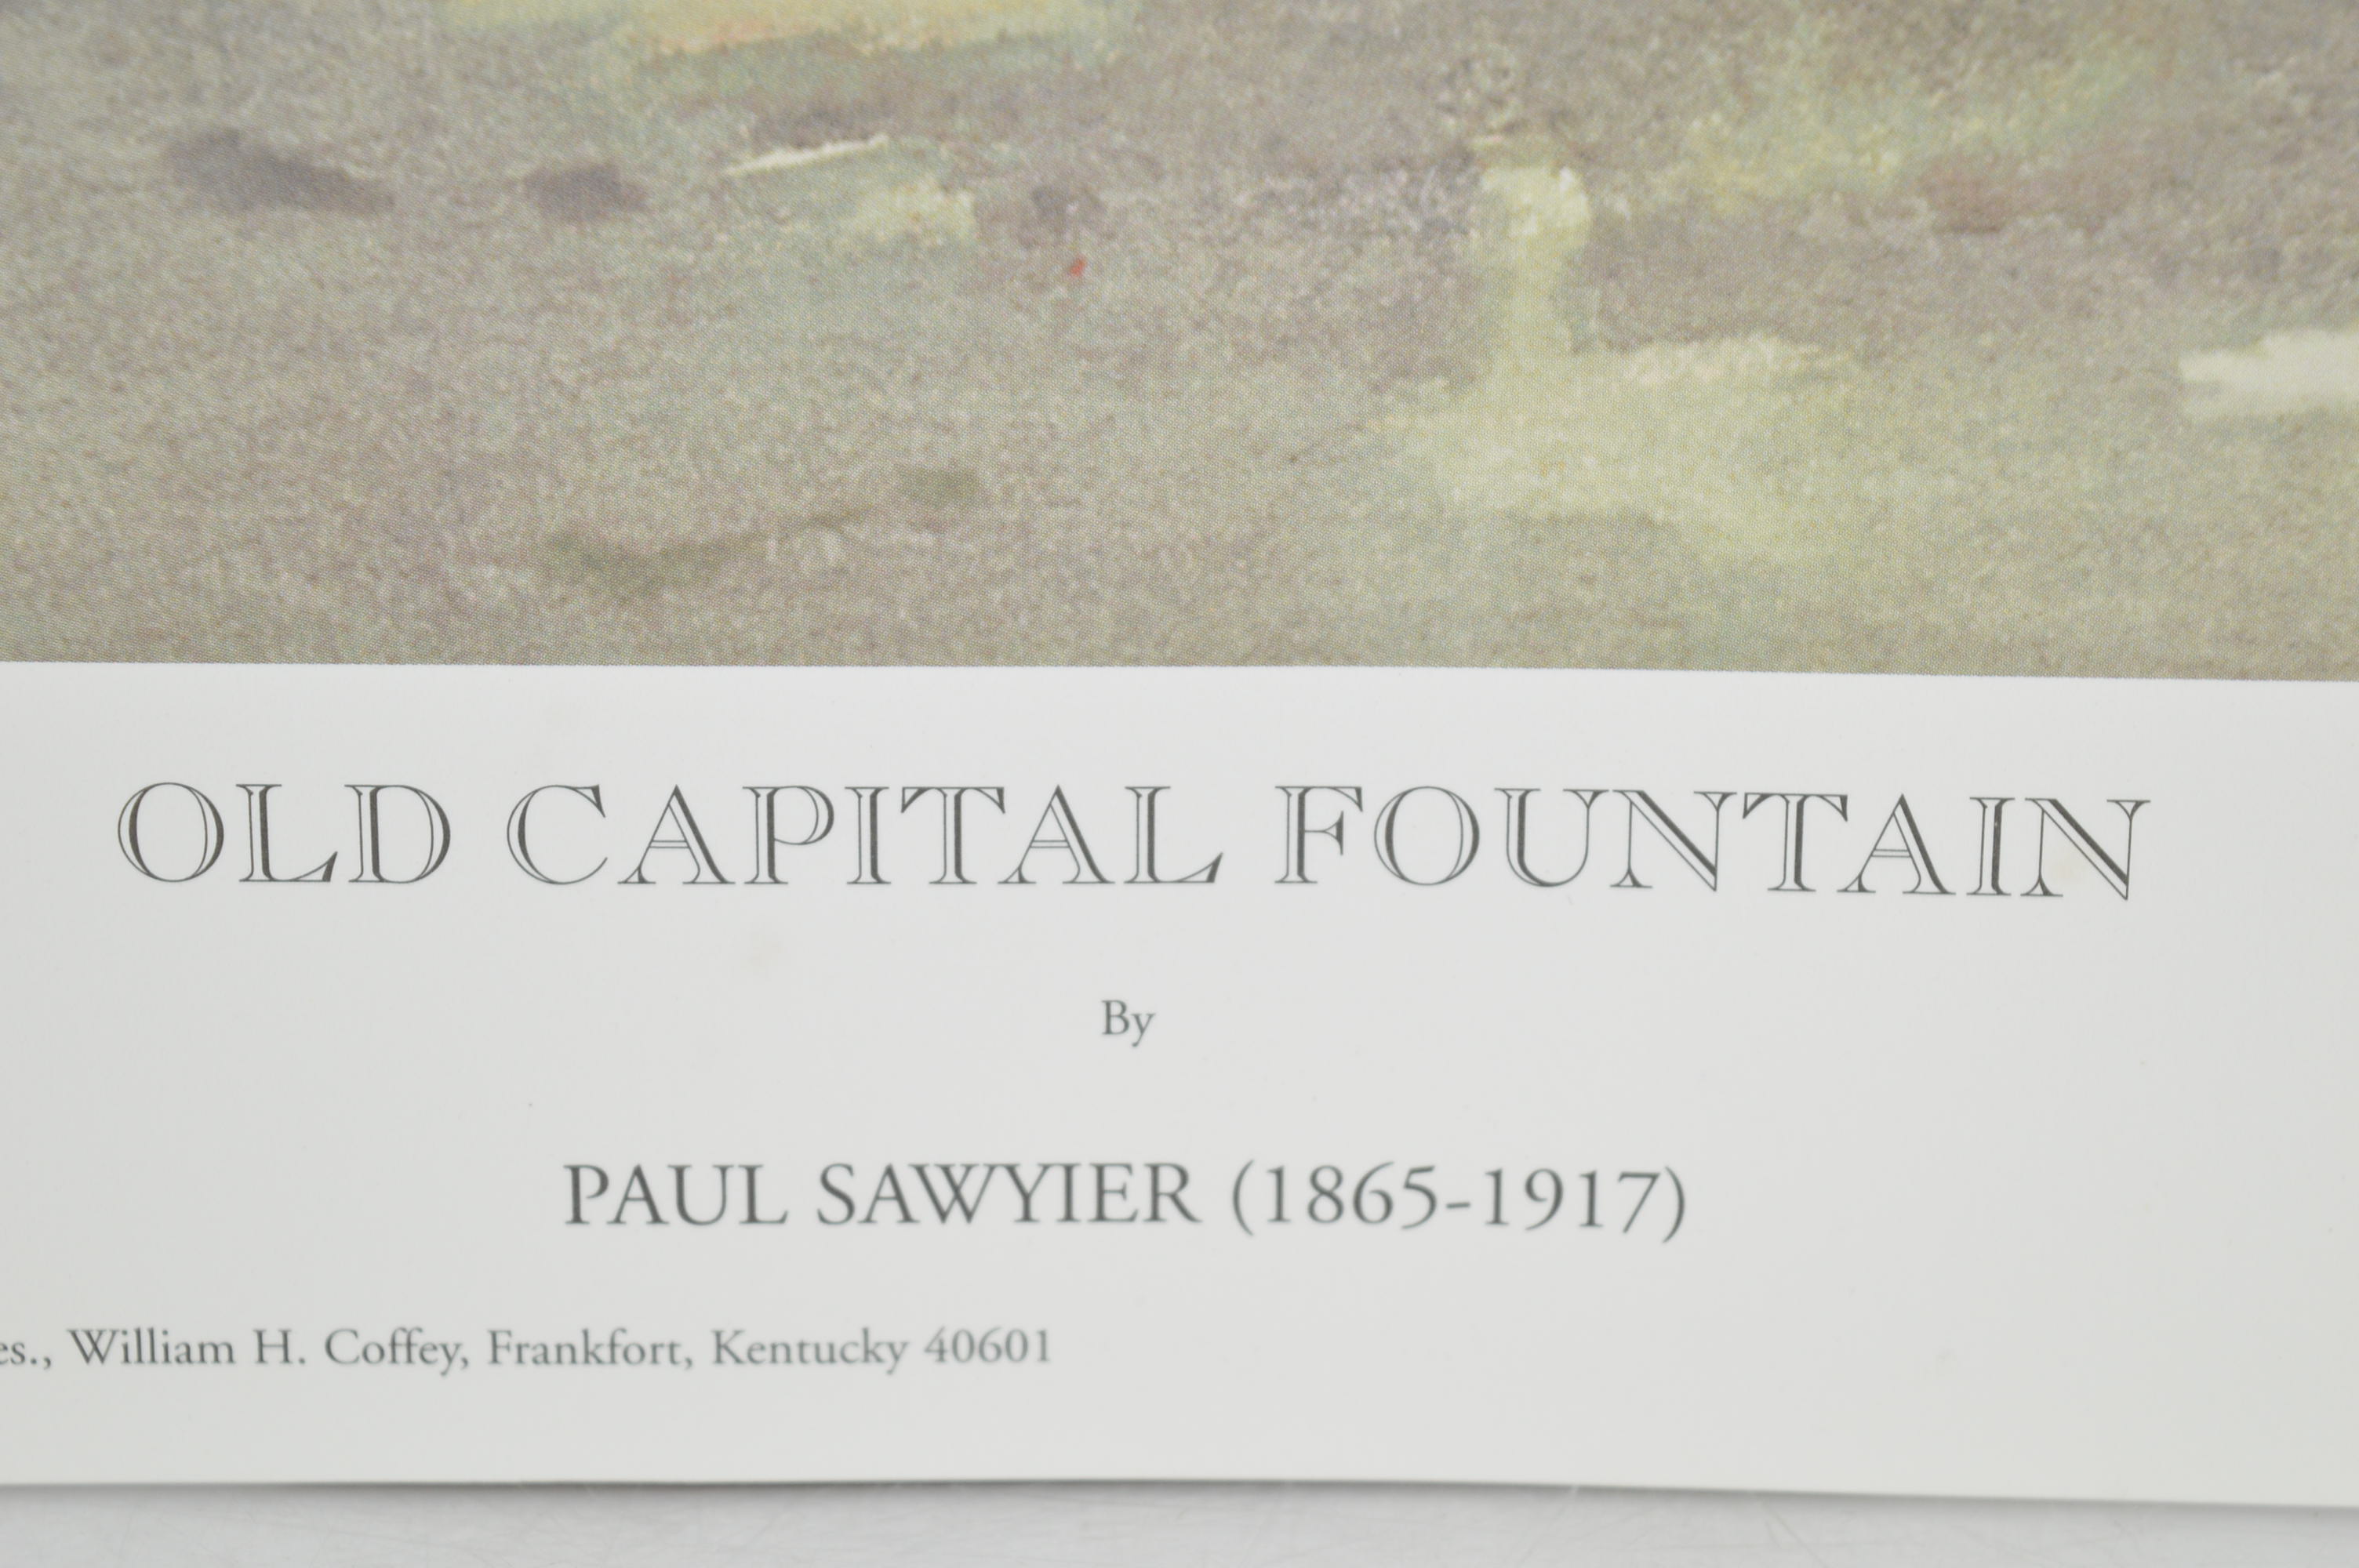 OLD CAPITAL FOUNTAIN
By
PAUL SAWYIER (1865-1917)
es., William H. Coffey, Frankfort, Kentucky 40601